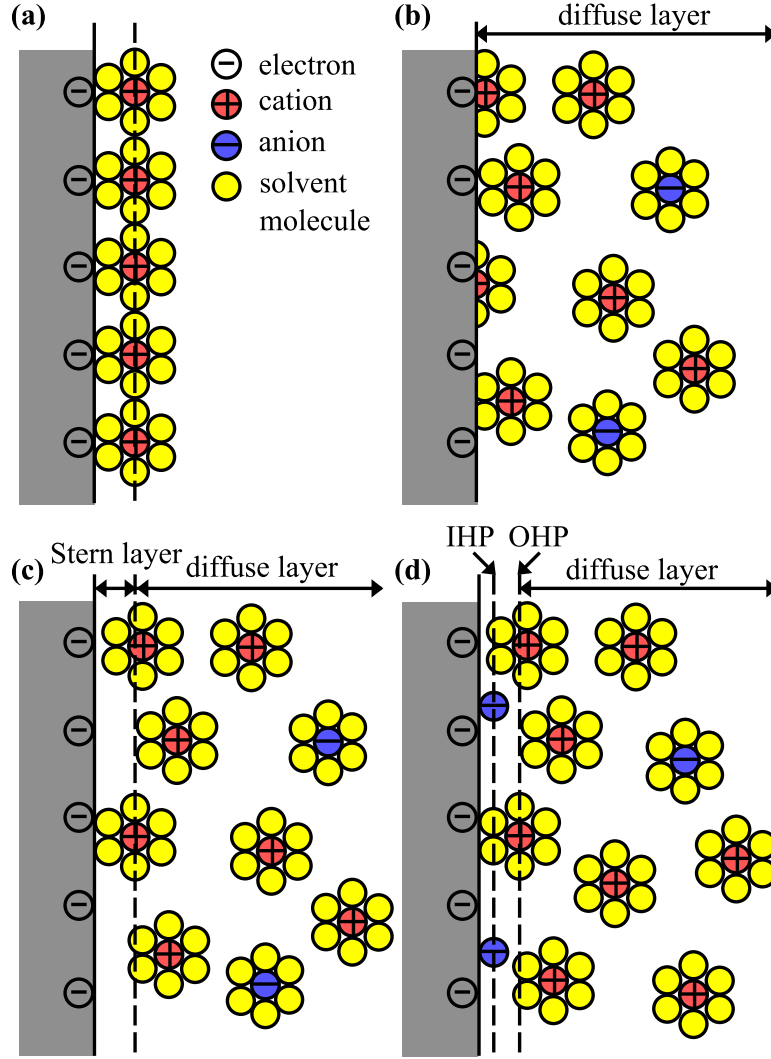 (a)
electron
cation
anion
solvent
molecule
(b)
diffuse layer
(c)
Stern layer
diffuse layer
(d)
IHP
OHP
diffuse layer